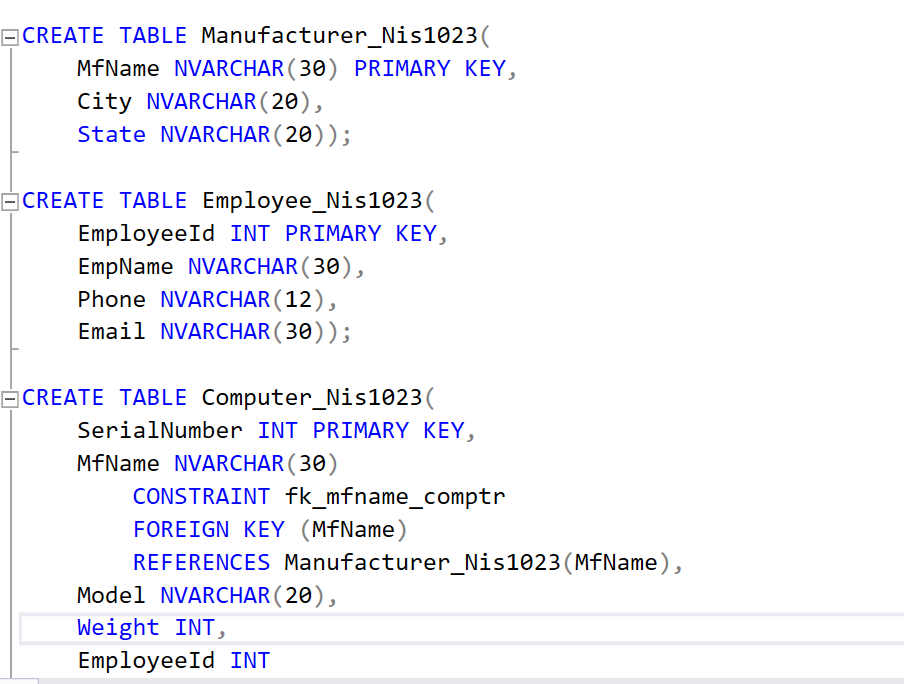 CREATE TABLE Manufacturer_Nis1023(
MfName NVARCHAR(30) PRIMARY KEY,
City NVARCHAR(20),
State NVARCHAR(20));
CREATE TABLE Employee_Nis1023(
EmployeeId INT PRIMARY KEY,
EmpName NVARCHAR(30),
Phone NVARCHAR(12),
Email NVARCHAR(30));
CREATE TABLE Computer_Nis1023(
SerialNumber INT PRIMARY KEY,
MfName NVARCHAR(30)
CONSTRAINT fk_mfname_comptr
FOREIGN KEY (MfName)
REFERENCES Manufacturer_Nis1023(MfName),
Model NVARCHAR(20),
Weight INT,
EmployeeId INT